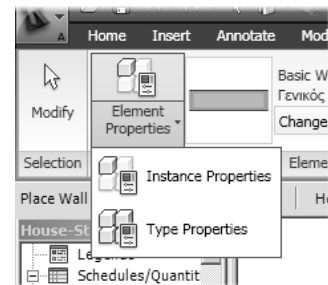 A
Home Insert Annotate Mod
Basic W
Γενικός
Modify
Element
Properties
Change
Selection
Eleme
Instance Properties
Place Wall
H
Type Properties
House-St
Legends
Schedules/Quantit